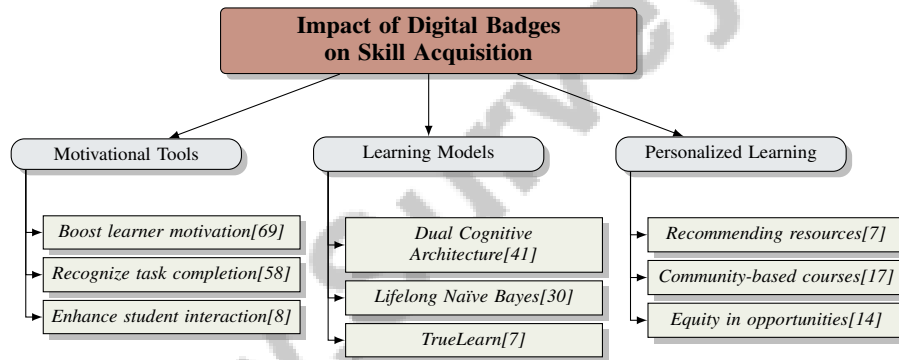 Impact of Digital Badges
on Skill Acquisition
Motivational Tools
Learning Models
Personalized Learning
Boost learner motivation[69]
Recognize task completion[58]
Enhance student interaction[8]
Dual Cognitive
Architecture[41]
Lifelong Naïve Bayes[30]
TrueLearn[7]
Recommending resources[7]
Community-based courses[17]
Equity in opportunities[14]
survey